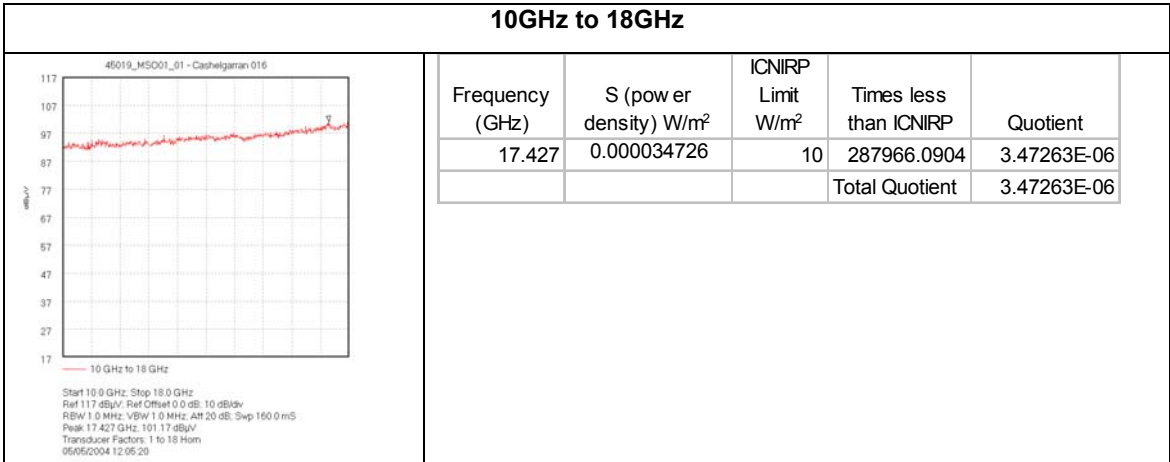 10GHz to 18GHz
45019_MSO01_01 - Cashelgarran 016
117
107
97
87
77
67
57
47
37
27
17
dBµV
10 GHz to 18 GHz
Start 10.0 GHz; Stop 18.0 GHz
Ref 117 dBµV; Ref Offset 0.0 dB; 10 dB/div
RBW 1.0 MHz; VBW 1.0 MHz; Att 20 dB; Swp 160.0 mS
Peak 17.427 GHz, 101.17 dBµV
Transducer Factors: 1 to 18 Horn
05/05/2004 12:05:20
Frequency (GHz) S (pow er density) W/m² ICNIRP Limit W/m² Times less than ICNIRP Quotient
17.427 0.000034726 10 287966.0904 3.47263E-06
Total Quotient 3.47263E-06